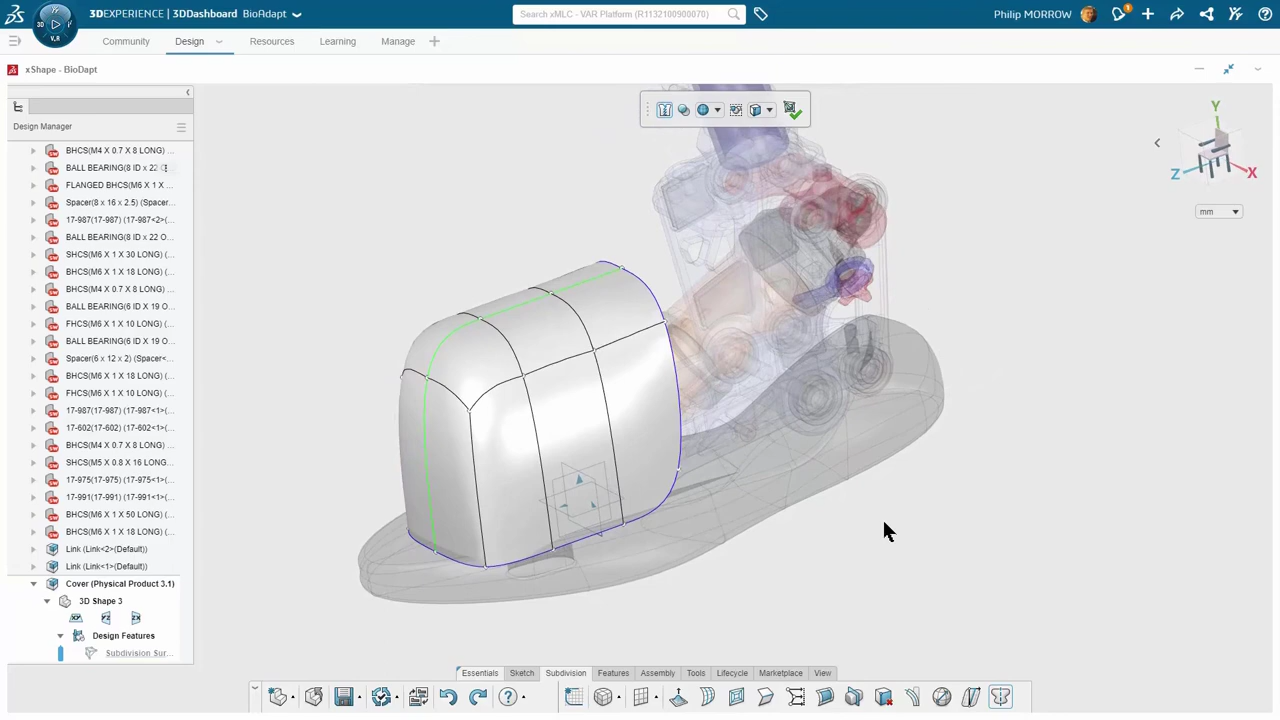 3DEXPERIENCE | 3DDashboard BioAdapt
Search xMLC - VAR Platform (R1132100900070)
Philip MORROW
1
3D
V.R
Community
Design
Resources
Learning
Manage
xShape - BioDapt
Design Manager
BHCS(M4 X 0.7 X 8 LONG) ...
BALL BEARING(8 ID x 22 O
FLANGED BHCS(M6 X 1 X ...
Spacer(8 x 16 x 2.5) (Spacer...
17-987(17-987) (17-987<2>(...
BALL BEARING(8 ID x 22 O...
SHCS(M6 X 1 X 30 LONG) (...
BHCS(M6 X 1 X 18 LONG) (...
BHCS(M4 X 0.7 X 8 LONG) ...
BALL BEARING(6 ID X 19 O...
FHCS(M6 X 1 X 10 LONG) (...
BALL BEARING(6 ID X 19 O...
Spacer(6 x 12 x 2) (Spacer<...
BHCS(M6 X 1 X 18 LONG) (...
FHCS(M6 X 1 X 10 LONG) (...
17-987(17-987) (17-987<1>(...
17-602(17-602) (17-602<1>(...
BHCS(M4 X 0.7 X 8 LONG) ...
SHCS(M5 X 0.8 X 16 LONG...
17-975(17-975) (17-975<1>(...
17-991(17-991) (17-991<1>(...
BHCS(M6 X 1 X 50 LONG) (...
BHCS(M6 X 1 X 18 LONG) (...
Link (Link<2>(Default))
Link (Link<1>(Default))
Cover (Physical Product 3.1)
3D Shape 3
XY YZ ZX
Design Features
Subdivision Sur...
Y
Z
X
mm
Essentials
Sketch
Subdivision
Features
Assembly
Tools
Lifecycle
Marketplace
View